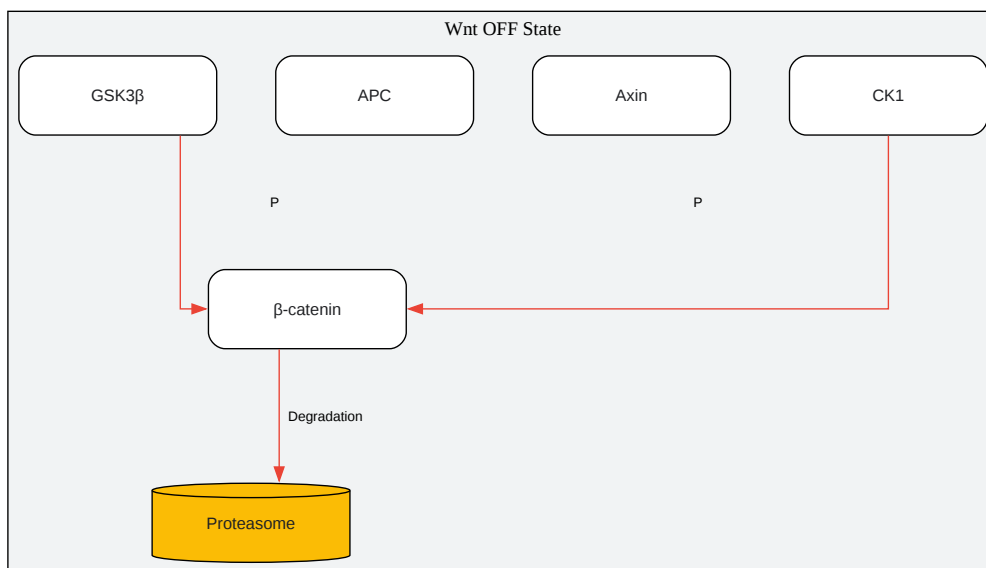 Wnt OFF State
GSK3β
APC
Axin
CK1
P
P
β-catenin
Degradation
Proteasome